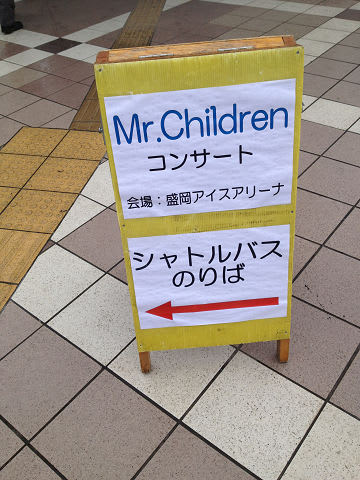 Mr.Children
コンサート
会場：盛岡アイスアリーナ
シャトルバス
のりば